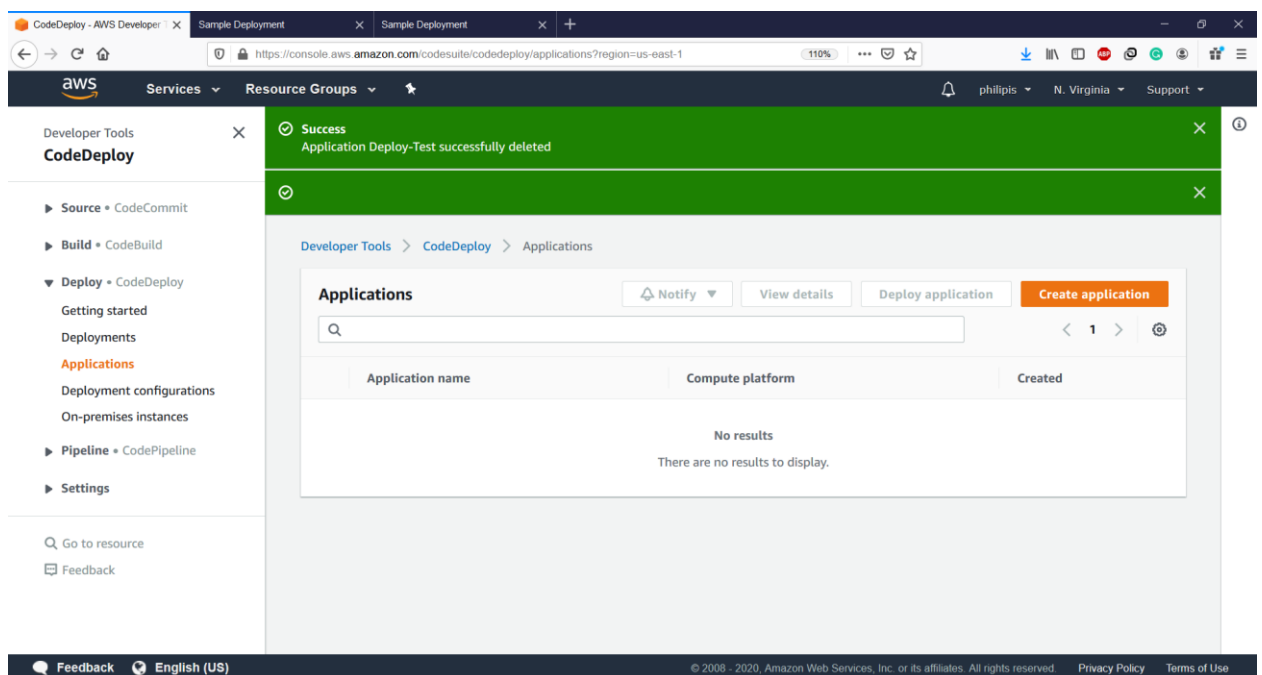 CodeDeploy - AWS Developer T
Sample Deployment
Sample Deployment
https://console.aws.amazon.com/codesuite/codedeploy/applications?region=us-east-1
110%
ABP
aws
Services
Resource Groups
philipis
N. Virginia
Support
Developer Tools
CodeDeploy
Source • CodeCommit
Build • CodeBuild
Deploy • CodeDeploy
Getting started
Deployments
Applications
Deployment configurations
On-premises instances
Pipeline • CodePipeline
Settings
Go to resource
Feedback
Success
Application Deploy-Test successfully deleted
Developer Tools > CodeDeploy > Applications
Applications
Notify
View details
Deploy application
Create application
< 1 >
Application name
Compute platform
Created
No results
There are no results to display.
Feedback
English (US)
© 2008 - 2020, Amazon Web Services, Inc. or its affiliates. All rights reserved.
Privacy Policy
Terms of Use